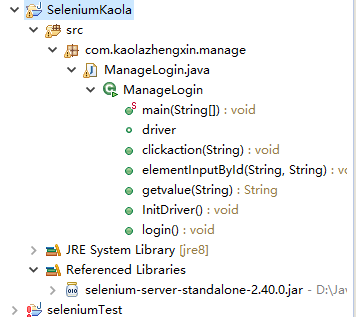 SeleniumKaola
src
com.kaolazhengxin.manage
ManageLogin.java
ManageLogin
main(String[]) : void
driver
clickaction(String) : void
elementInputById(String, String) : void
getvalue(String) : String
InitDriver() : void
login() : void
JRE System Library [jre8]
Referenced Libraries
selenium-server-standalone-2.40.0.jar - D:\Jav
seleniumTest